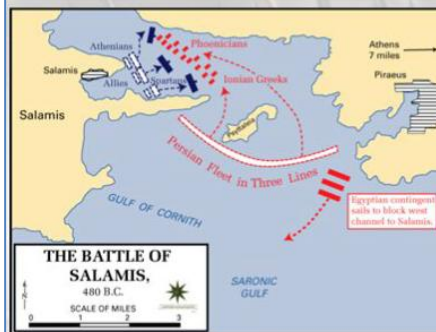 Phoenicians
Athenians
Athens
7 miles
Salamis
Spartans
Ionian Greeks
Piraeus
Allies
Salamis
Psyttaleia
Persian Fleet in Three Lines
Egyptian contingent
sails to block west
channel to Salamis.
GULF OF CORNITH
THE BATTLE OF
SALAMIS,
480 B.C.
SARONIC
GULF
N
SCALE OF MILES
0 1 2 3